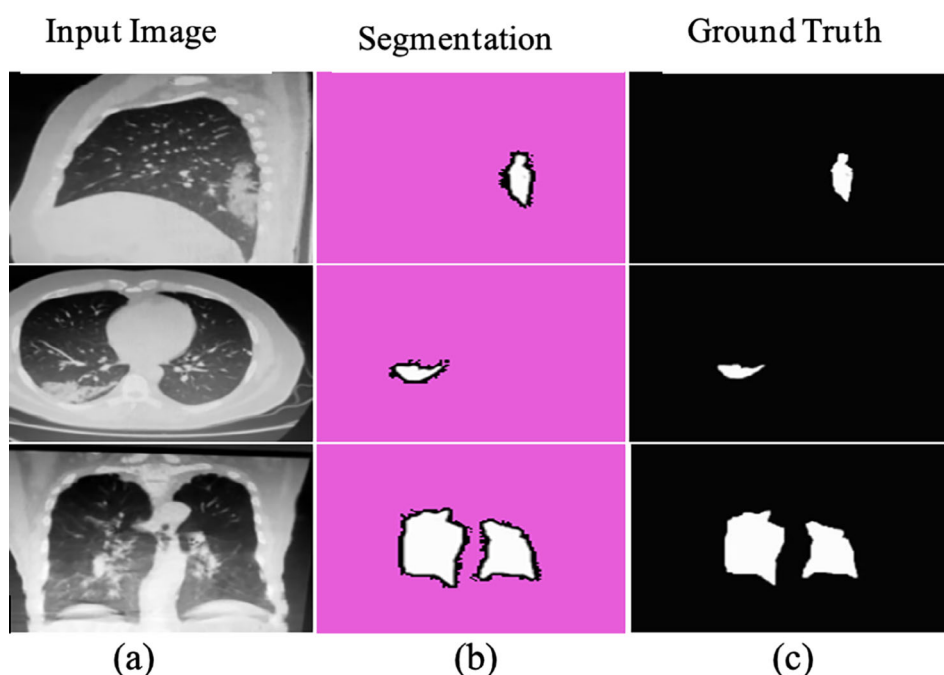 Input Image
Segmentation
Ground Truth
(a)
(b)
(c)